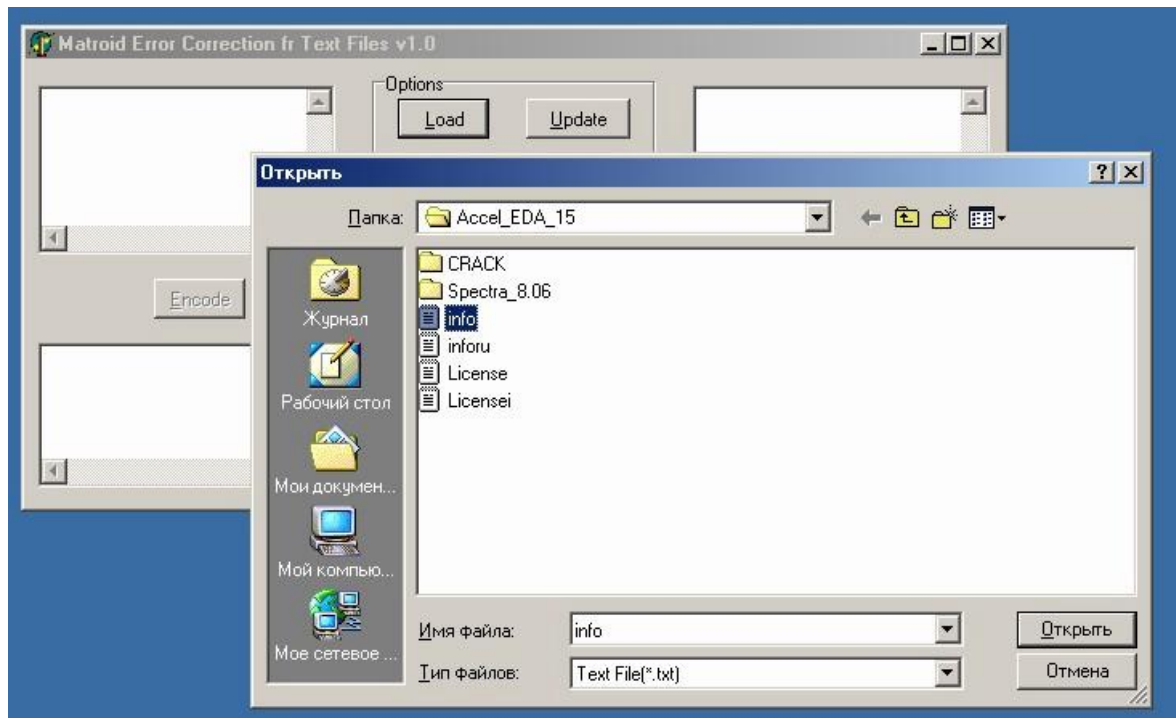 Matroid Error Correction fr Text Files v1.0
Options
Load
Update
Encode
Открыть
Папка:
Accel_EDA_15
Журнал
Рабочий стол
Мои докумен...
Мой компью...
Мое сетевое ...
CRACK
Spectra_8.06
info
inforu
License
Licensei
Имя файла:
info
Открыть
Тип файлов:
Text File(*.txt)
Отмена